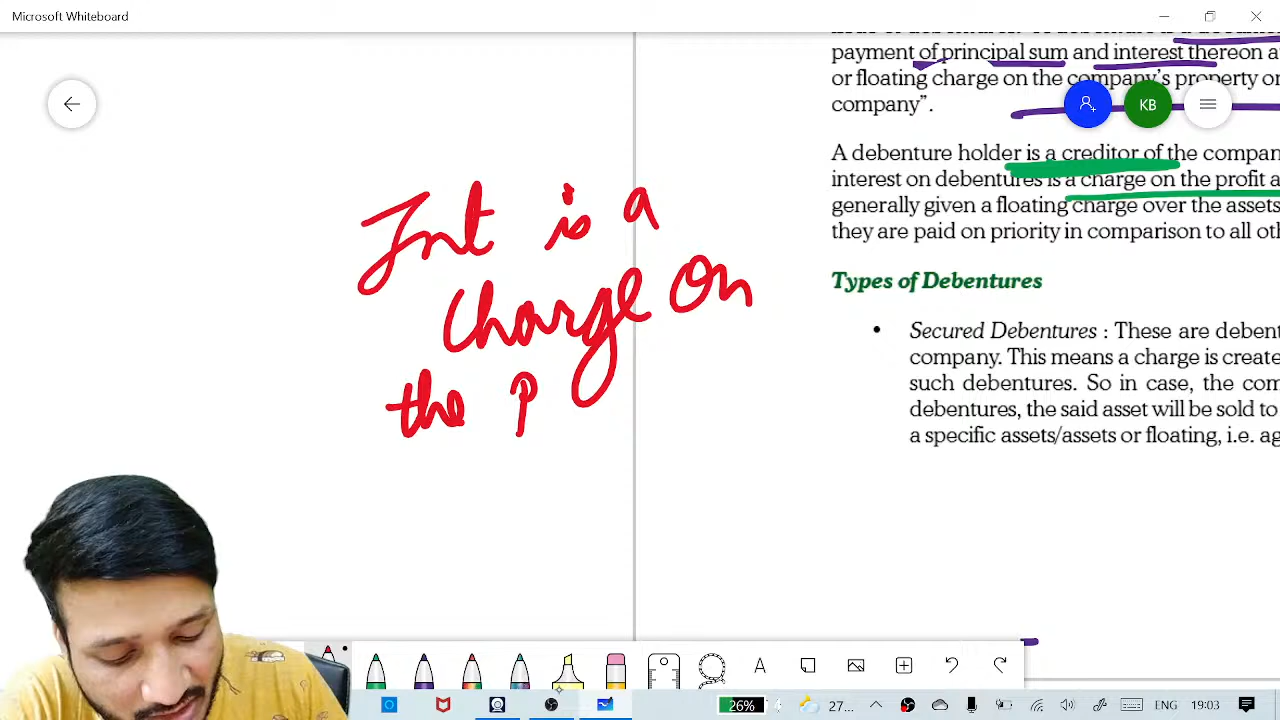 Microsoft Whiteboard
payment of principal sum and interest thereon a
or floating charge on the company's property or
company".
KB
A debenture holder is a creditor of the compan
interest on debentures is a charge on the profit a
generally given a floating charge over the assets
they are paid on priority in comparison to all ot
Types of Debentures
• Secured Debentures : These are debent
company. This means a charge is create
such debentures. So in case, the com
debentures, the said asset will be sold to
a specific assets/assets or floating, i.e. ag
Int is a
charge on
the P
A
26%
27...
ENG
19:03